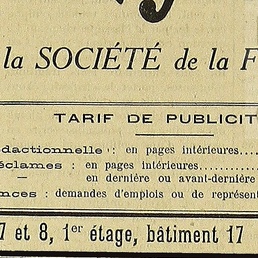 la SOCIÉTÉ de la F
TARIF DE PUBLICIT
dactionnelle : en pages intérieures....
éclames : en pages intérieures............
— en dernière ou avant-dernière
nces : demandes d'emplois ou de représent
7 et 8, 1er étage, bâtiment 17